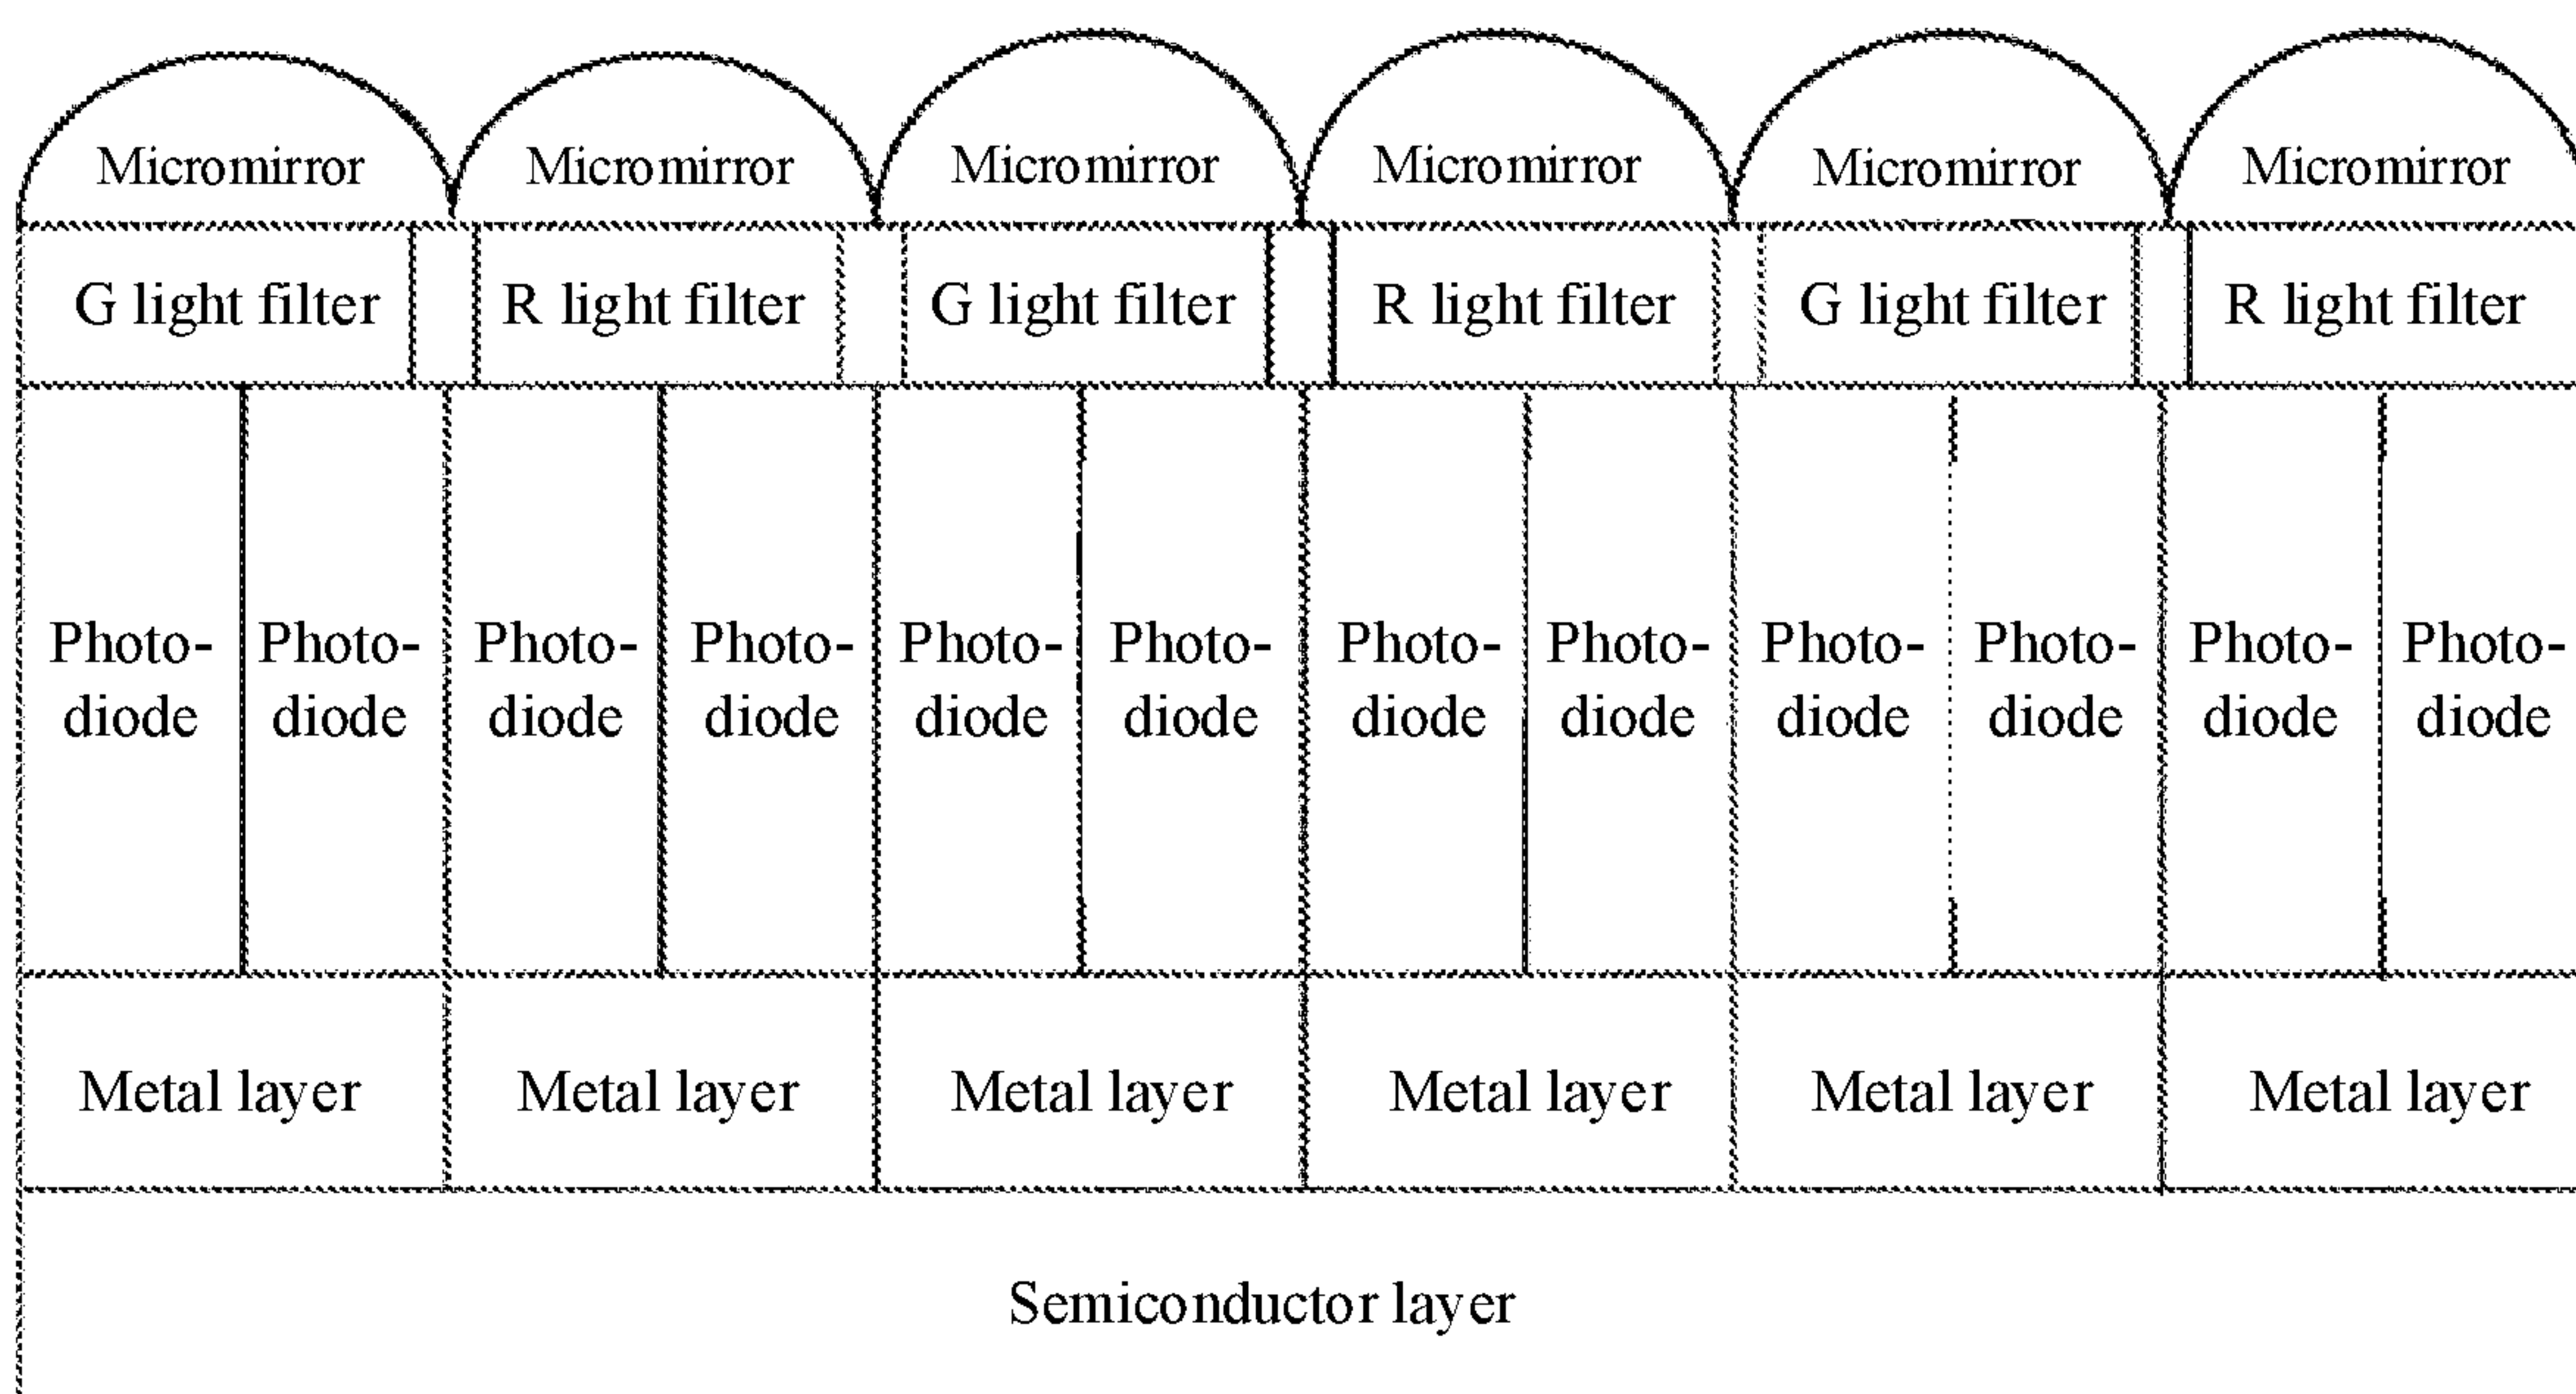 Micromirror Micromirror Micromirror Micromirror Micromirror Micromirror
G light filter R light filter G light filter R light filter G light filter R light filter
Photo- Photo- Photo- Photo- Photo- Photo- Photo- Photo- Photo- Photo- Photo- Photo-
diode diode diode diode diode diode diode diode diode diode diode diode
Metal layer Metal layer Metal layer Metal layer Metal layer Metal layer
Semiconductor layer